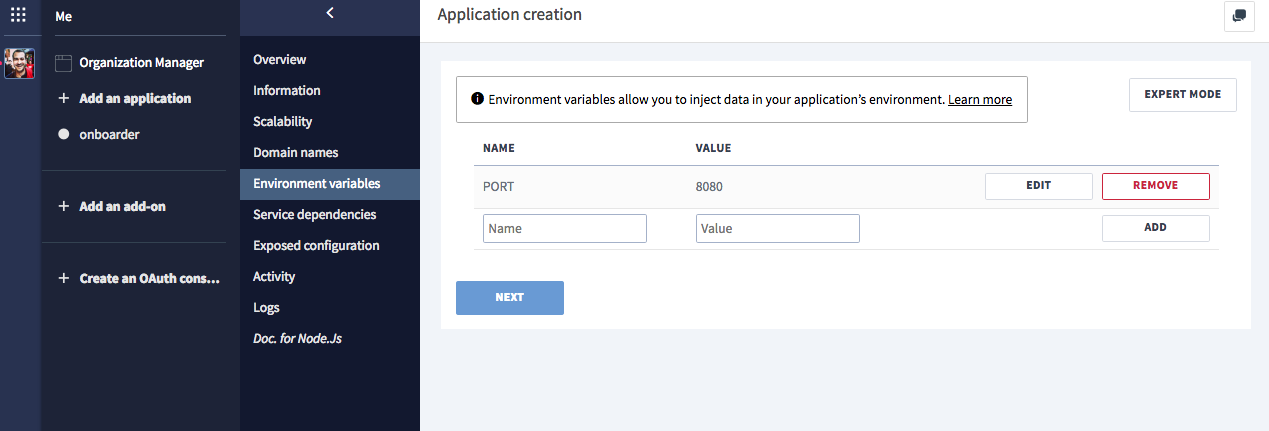 Me
Organization Manager
+ Add an application
onboarder
+ Add an add-on
+ Create an OAuth cons...
Overview
Information
Scalability
Domain names
Environment variables
Service dependencies
Exposed configuration
Activity
Logs
Doc. for Node.Js
Application creation
Environment variables allow you to inject data in your application's environment. Learn more
EXPERT MODE
NAME VALUE
PORT 8080 EDIT REMOVE
Name Value ADD
NEXT